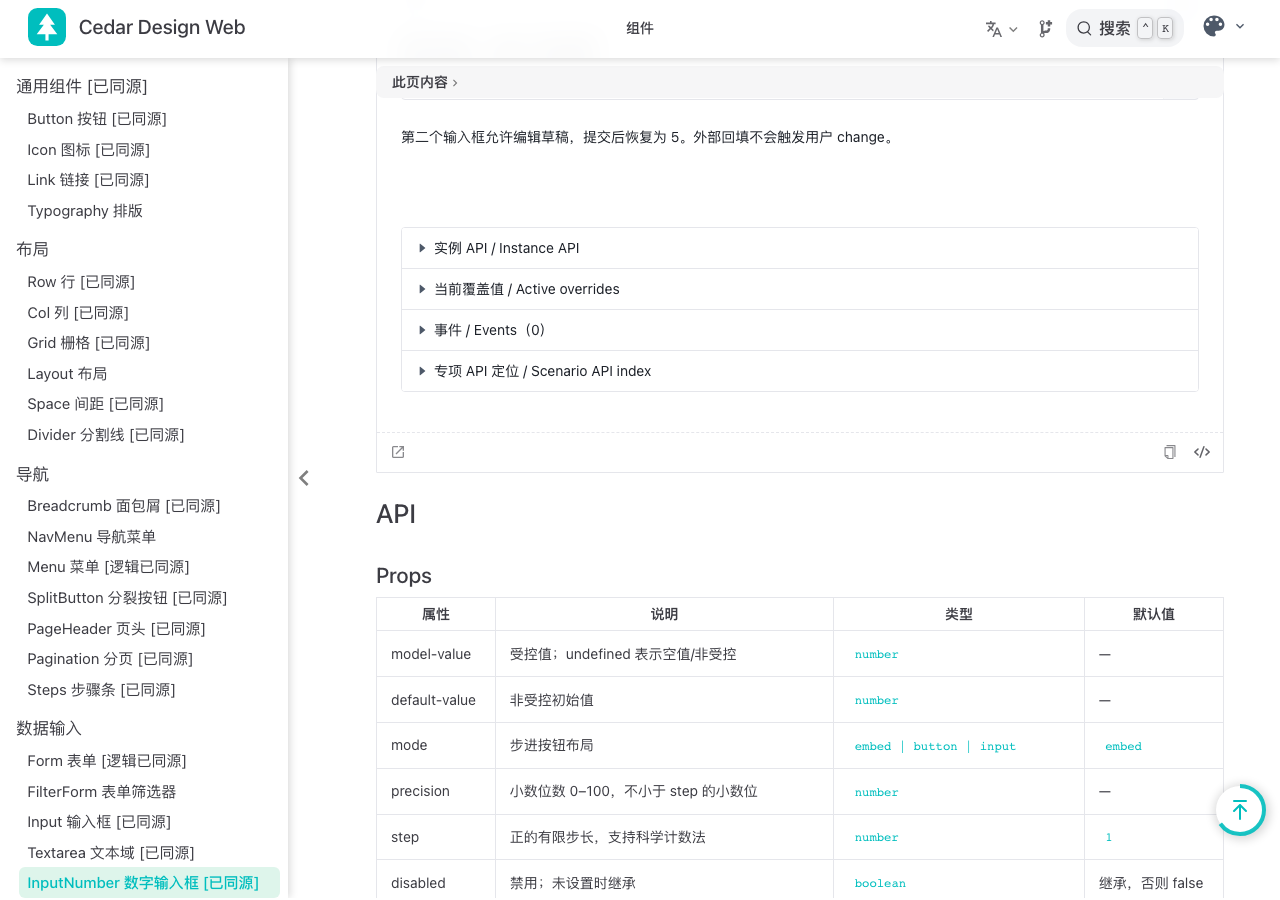 Cedar Design Web
组件
搜索 ^ K
通用组件 [已同源]
Button 按钮 [已同源]
Icon 图标 [已同源]
Link 链接 [已同源]
Typography 排版
布局
Row 行 [已同源]
Col 列 [已同源]
Grid 栅格 [已同源]
Layout 布局
Space 间距 [已同源]
Divider 分割线 [已同源]
导航
Breadcrumb 面包屑 [已同源]
NavMenu 导航菜单
Menu 菜单 [逻辑已同源]
SplitButton 分裂按钮 [已同源]
PageHeader 页头 [已同源]
Pagination 分页 [已同源]
Steps 步骤条 [已同源]
数据输入
Form 表单 [逻辑已同源]
FilterForm 表单筛选器
Input 输入框 [已同源]
Textarea 文本域 [已同源]
InputNumber 数字输入框 [已同源]
此页内容
第二个输入框允许编辑草稿，提交后恢复为 5。外部回填不会触发用户 change。
实例 API / Instance API
当前覆盖值 / Active overrides
事件 / Events（0）
专项 API 定位 / Scenario API index
API
Props
属性 说明 类型 默认值
model-value 受控值；undefined 表示空值/非受控 number —
default-value 非受控初始值 number —
mode 步进按钮布局 embed | button | input embed
precision 小数位数 0–100，不小于 step 的小数位 number —
step 正的有限步长，支持科学计数法 number 1
disabled 禁用；未设置时继承 boolean 继承，否则 false